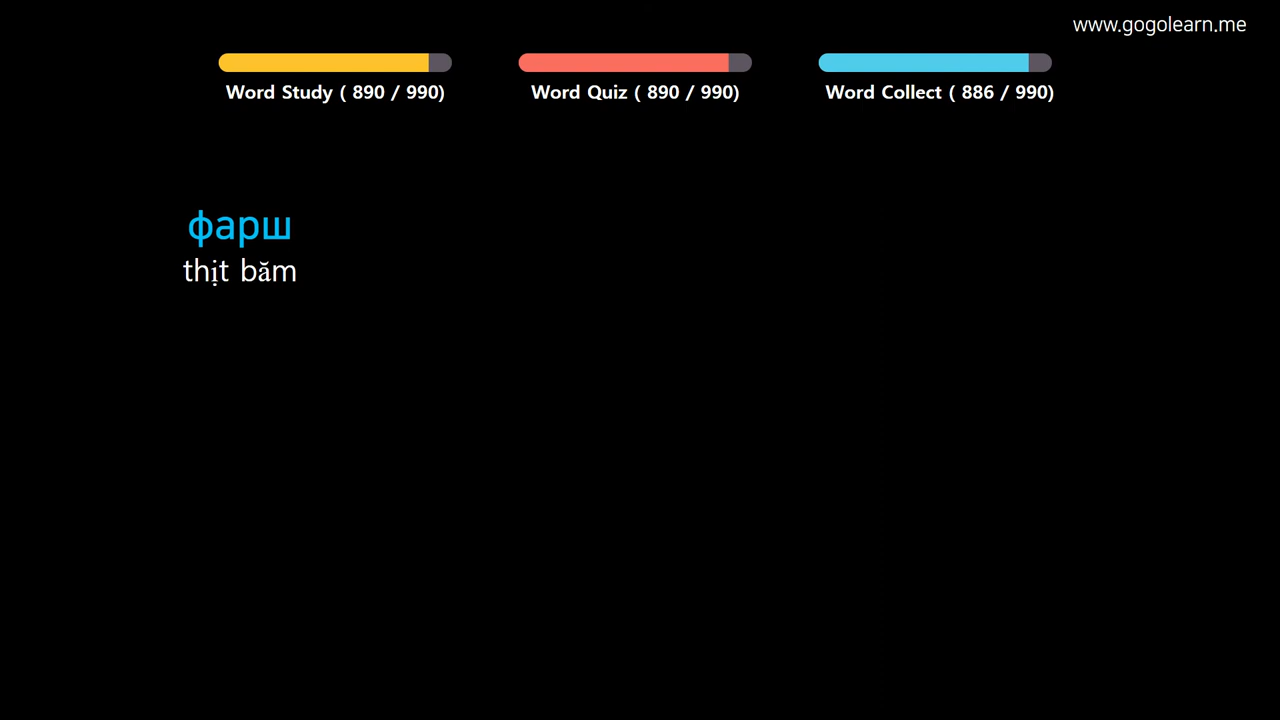 www.gogolearn.me
Word Study ( 890 / 990)
Word Quiz ( 890 / 990)
Word Collect ( 886 / 990)
фарш
thịt băm